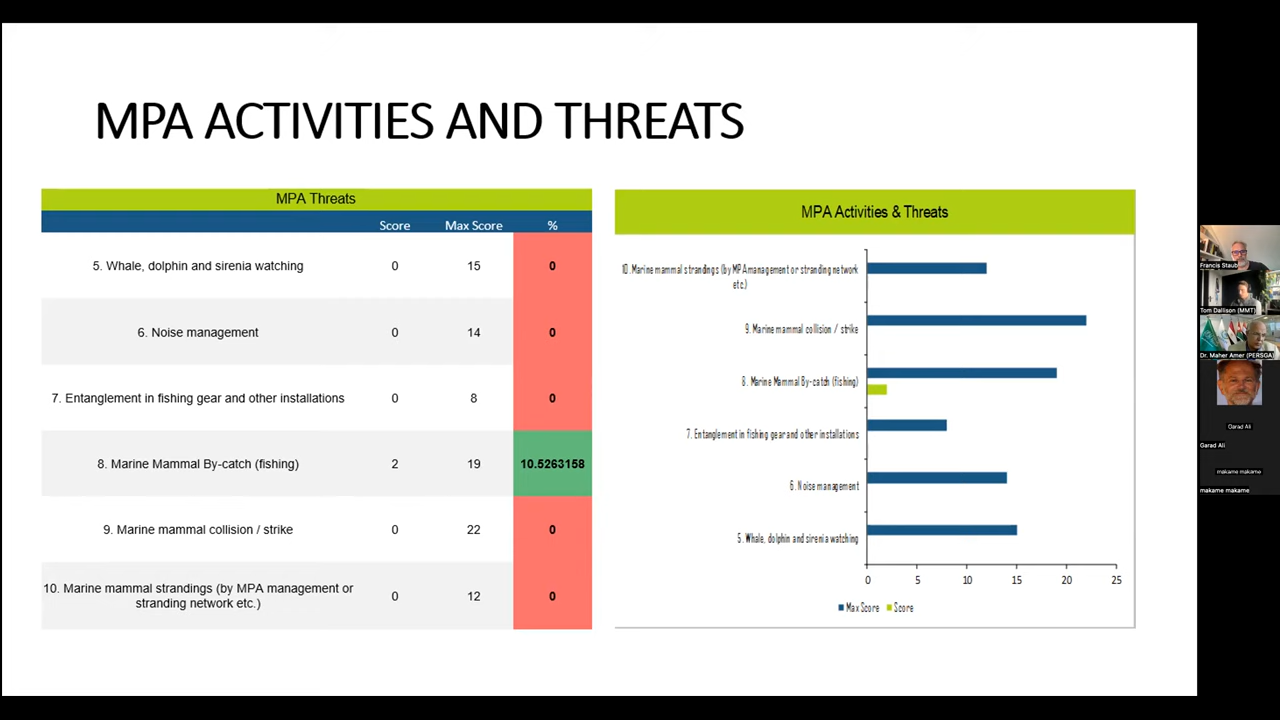 MPA ACTIVITIES AND THREATS
MPA Threats
Score Max Score %
5. Whale, dolphin and sirenia watching 0 15 0
6. Noise management 0 14 0
7. Entanglement in fishing gear and other installations 0 8 0
8. Marine Mammal By-catch (fishing) 2 19 10.5263158
9. Marine mammal collision / strike 0 22 0
10. Marine mammal strandings (by MPA management or
stranding network etc.) 0 12 0
MPA Activities & Threats
10. Marine mammal strandings (by MPA management or stranding network
etc.)
9. Marine mammal collision / strike
8. Marine Mammal By-catch (fishing)
7. Entanglement in fishing gear and other installations
6. Noise management
5. Whale, dolphin and sirenia watching
0 5 10 15 20 25
Max Score Score
Francis Staub
Tom Dallison (MMT)
Dr. Maher Amer (PERSGA)
Garad Ali
Garad Ali
makame makame
makame makame